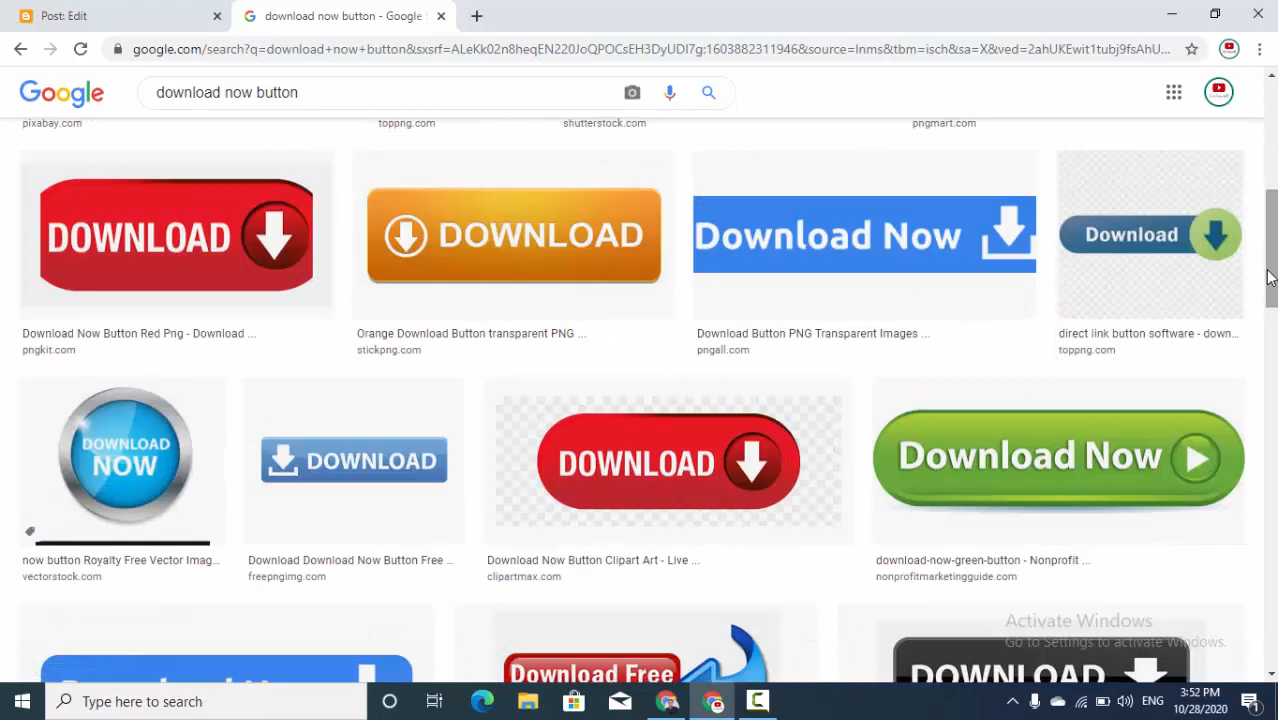 Post: Edit
download now button - Google S
google.com/search?q=download+now+button&sxsrf=ALeKk02n8hRqEN220JoQPOCsEH3DyUDI7g:1603882311946&source=lnms&tbm=isch&sa=X&ved=2ahUKEwit1tubj9fsAhU...
Google
download now button
pixabay.com
toppng.com
shutterstock.com
pngmart.com
DOWNLOAD
DOWNLOAD
Download Now
Download
Download Now Button Red Png - Download ...
Orange Download Button transparent PNG ...
Download Button PNG Transparent Images ...
direct link button software - down...
pngkit.com
stickpng.com
pngall.com
toppng.com
DOWNLOAD
NOW
DOWNLOAD
DOWNLOAD
Download Now
now button Royalty Free Vector Imag...
Download Download Now Button Free ...
Download Now Button Clipart Art - Live ...
download-now-green-button - Nonprofit ...
vectorstock.com
freepngimg.com
clipartmax.com
nonprofitmarketingguide.com
Activate Windows
Go to Settings to activate Windows.
Download Free
DOWNLOAD
Type here to search
ENG
3:52 PM
10/28/2020
1